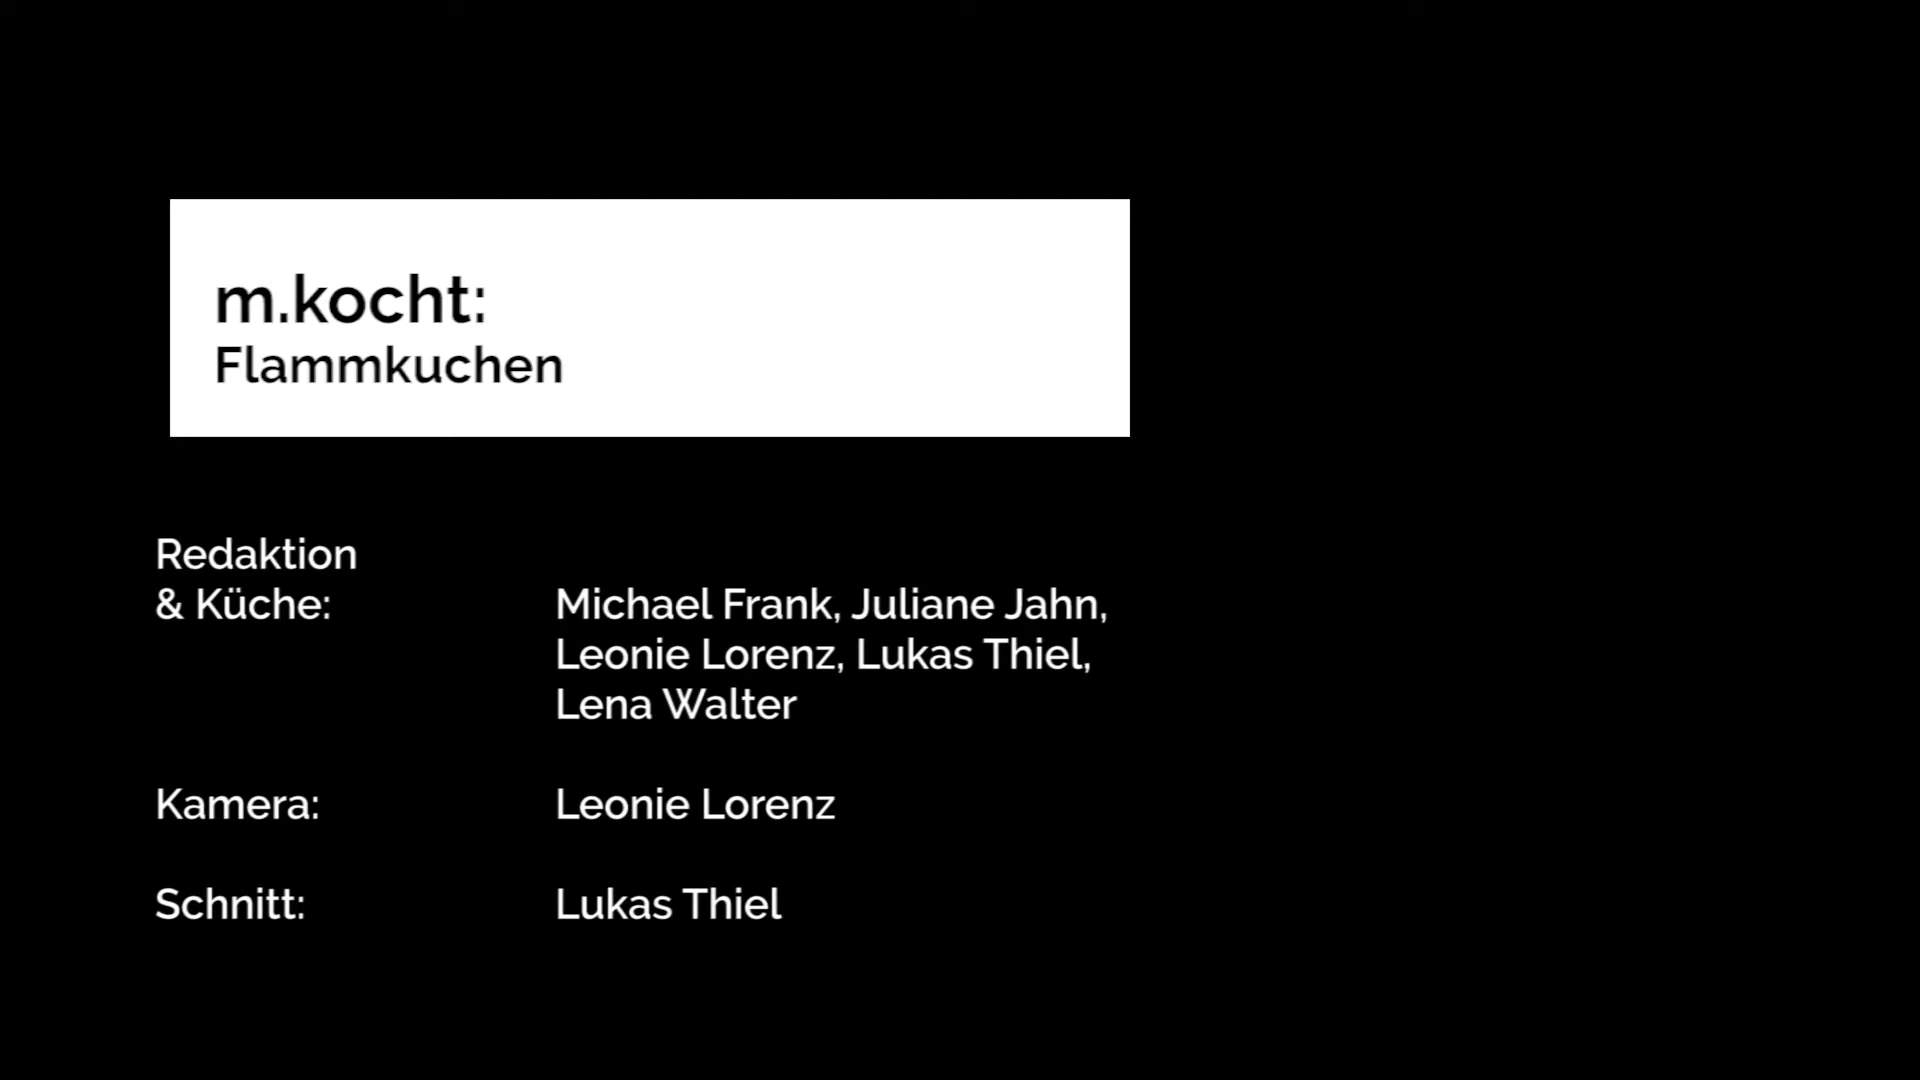 m.kocht:
Flammkuchen
Redaktion
& Küche: Michael Frank, Juliane Jahn,
Leonie Lorenz, Lukas Thiel,
Lena Walter
Kamera: Leonie Lorenz
Schnitt: Lukas Thiel